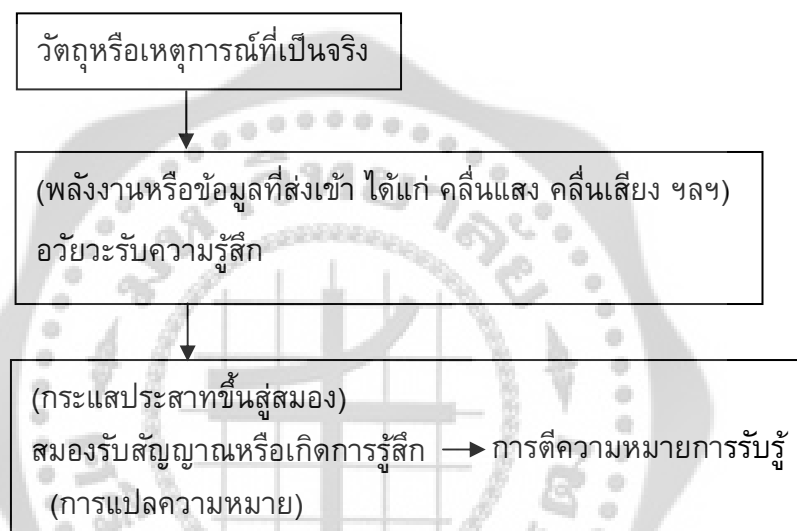 วัตถุหรือเหตุการณ์ที่เป็นจริง
(พลังงานหรือข้อมูลที่ส่งเข้า ได้แก่ คลื่นแสง คลื่นเสียง ฯลฯ)
อวัยวะรับความรู้สึก
(กระแสประสาทขึ้นสู่สมอง)
สมองรับสัญญาณหรือเกิดการรู้สึก → การตีความหมายการรับรู้
(การแปลความหมาย)